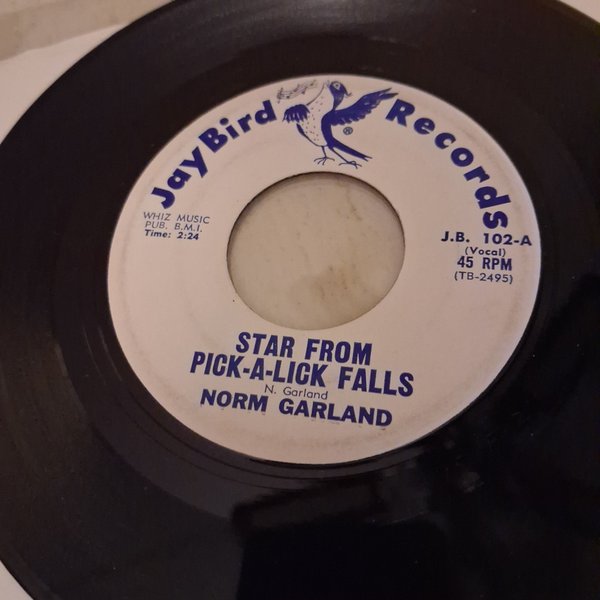 JayBird Records
®
WHIZ MUSIC
PUB. B.M.I.
Time: 2:24
J.B. 102-A
(Vocal)
45 RPM
(TB-2495)
STAR FROM
PICK-A-LICK FALLS
N. Garland
NORM GARLAND